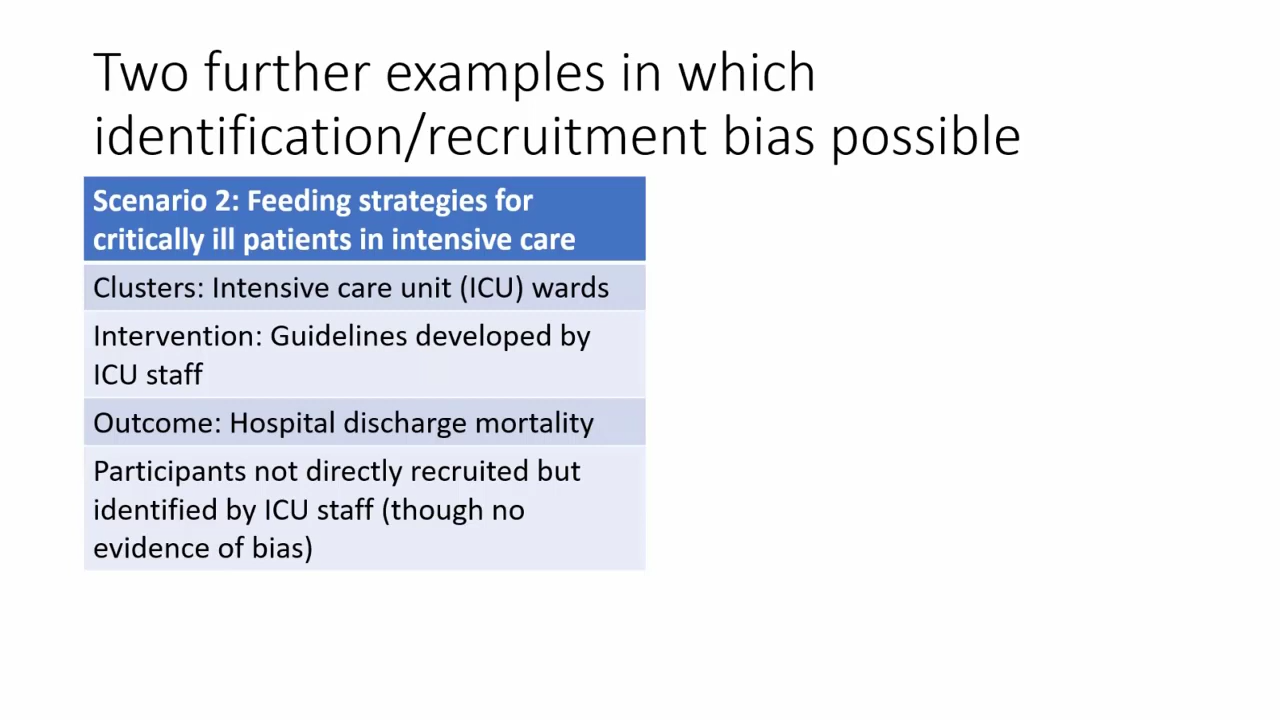 Two further examples in which
identification/recruitment bias possible
Scenario 2: Feeding strategies for
critically ill patients in intensive care
Clusters: Intensive care unit (ICU) wards
Intervention: Guidelines developed by
ICU staff
Outcome: Hospital discharge mortality
Participants not directly recruited but
identified by ICU staff (though no
evidence of bias)